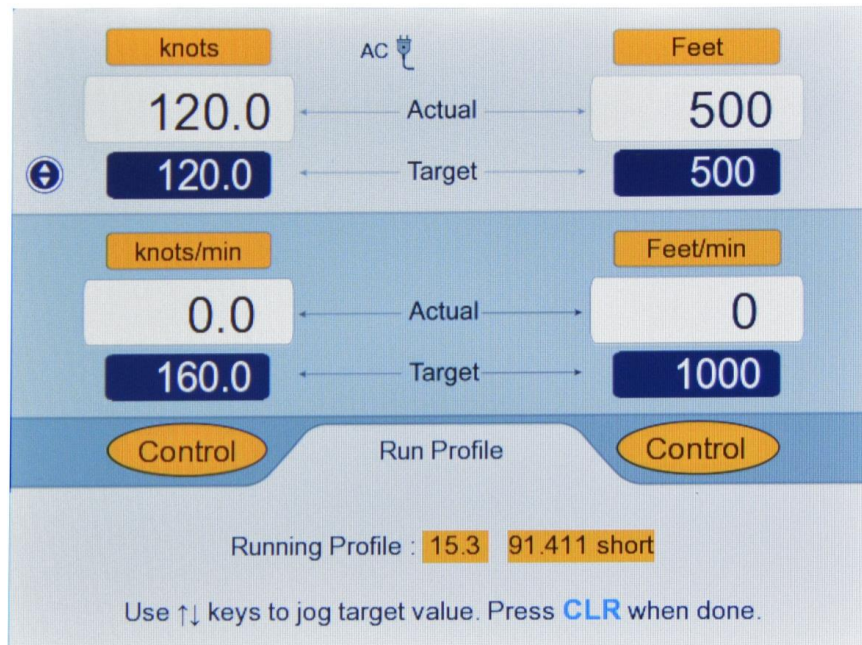 knots AC Feet
120.0 Actual 500
120.0 Target 500
knots/min Feet/min
0.0 Actual 0
160.0 Target 1000
Control Run Profile Control
Running Profile : 15.3 91.411 short
Use ↑↓ keys to jog target value. Press CLR when done.